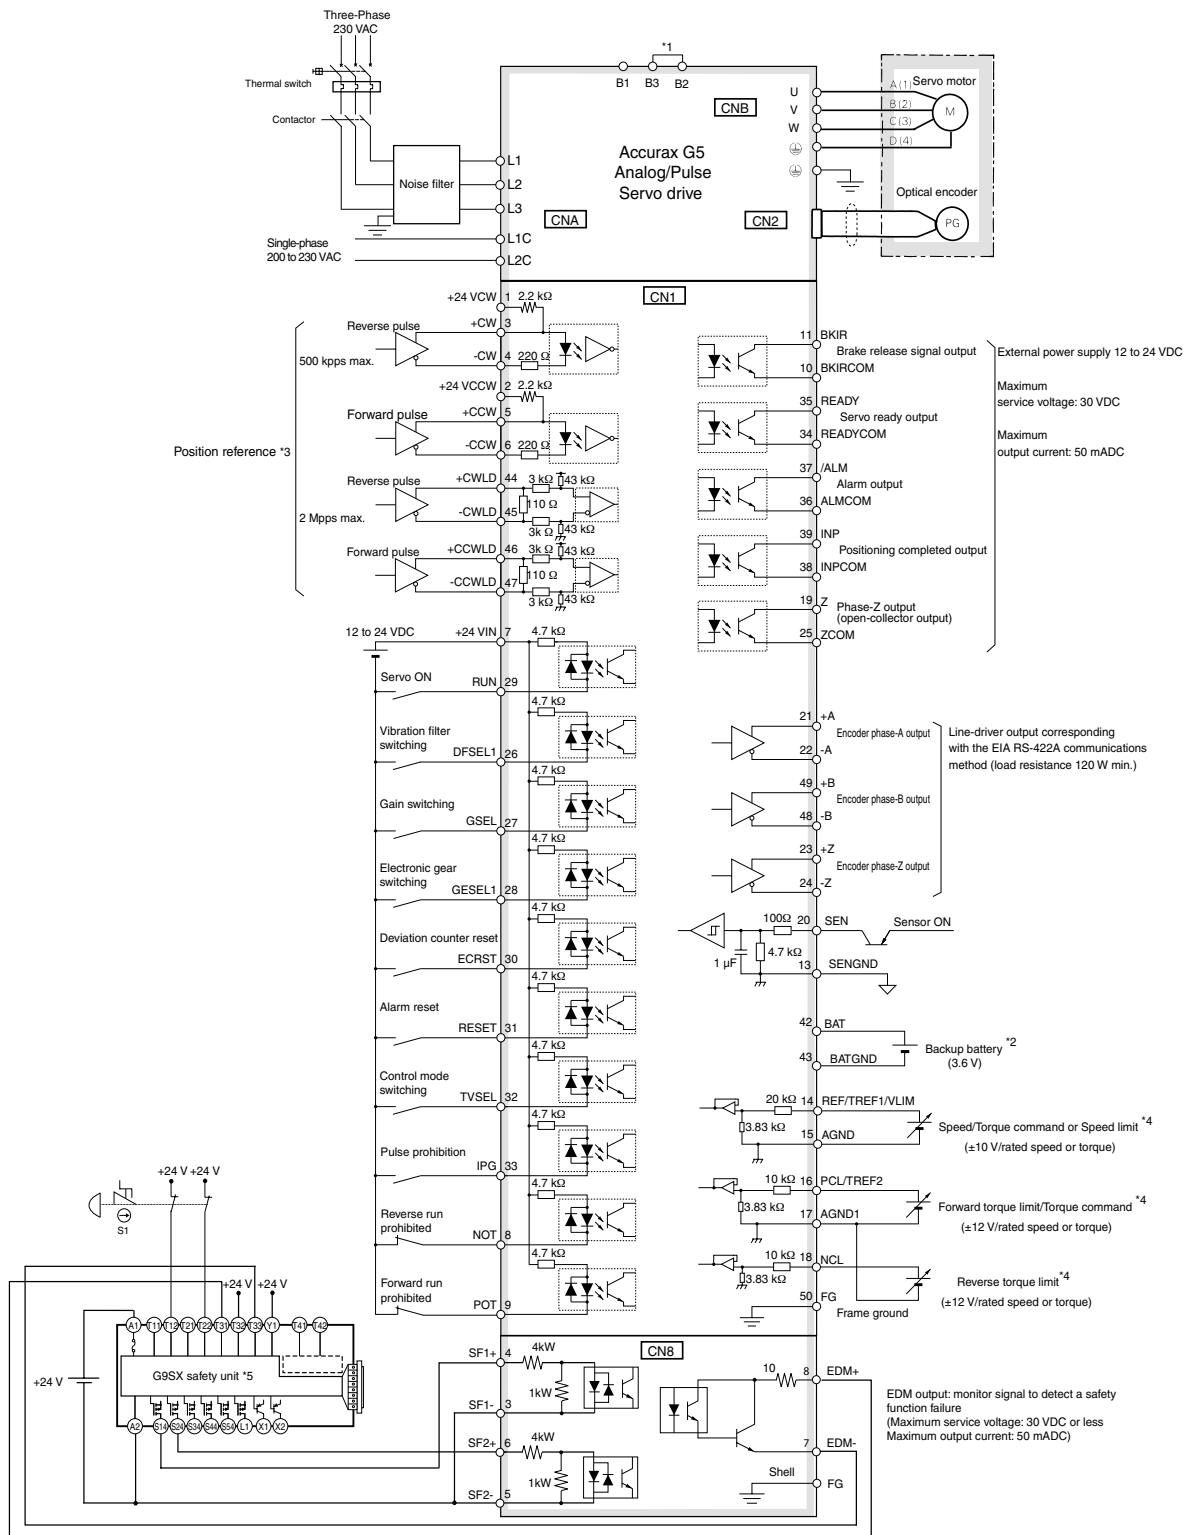 Three-Phase
230 VAC
Thermal switch
Contactor
Noise filter
L1
L2
L3
Single-phase
200 to 230 VAC
L1C
L2C
*1
B1 B3 B2
CNB
Accurax G5
Analog/Pulse
Servo drive
CNA
CN2
U
V
W
A (1)
B (2)
C (3)
D (4)
Servo motor
M
Optical encoder
PG
CN1
Position reference *3
500 kpps max.
2 Mpps max.
+24 VCW 1 2.2 kΩ
Reverse pulse
+CW 3
-CW 4 220 Ω
+24 VCCW 2 2.2 kΩ
Forward pulse
+CCW 5
-CCW 6 220 Ω
Reverse pulse
+CWLD 44 3 kΩ 43 kΩ
110 Ω
-CWLD 45 3k Ω 43 kΩ
Forward pulse
+CCWLD 46 3k Ω 43 kΩ
110 Ω
-CCWLD 47 3 kΩ 43 kΩ
12 to 24 VDC
+24 VIN 7 4.7 kΩ
Servo ON
RUN 29
4.7 kΩ
Vibration filter
switching
DFSEL1 26
4.7 kΩ
Gain switching
GSEL 27
4.7 kΩ
Electronic gear
switching
GESEL1 28
4.7 kΩ
Deviation counter reset
ECRST 30
4.7 kΩ
Alarm reset
RESET 31
4.7 kΩ
Control mode
switching
TVSEL 32
4.7 kΩ
Pulse prohibition
IPG 33
4.7 kΩ
Reverse run
prohibited
NOT 8
4.7 kΩ
Forward run
prohibited
POT 9
11 BKIR
Brake release signal output
10 BKIRCOM
35 READY
Servo ready output
34 READYCOM
37 /ALM
Alarm output
36 ALMCOM
39 INP
Positioning completed output
38 INPCOM
19 Z
Phase-Z output
(open-collector output)
25 ZCOM
External power supply 12 to 24 VDC
Maximum
service voltage: 30 VDC
Maximum
output current: 50 mADC
21 +A
Encoder phase-A output
22 -A
49 +B
Encoder phase-B output
48 -B
23 +Z
Encoder phase-Z output
24 -Z
Line-driver output corresponding
with the EIA RS-422A communications
method (load resistance 120 W min.)
100Ω 20 SEN
Sensor ON
4.7 kΩ
1 µF
13 SENGND
42 BAT
Backup battery *2
(3.6 V)
43 BATGND
20 kΩ 14 REF/TREF1/VLIM
3.83 kΩ
15 AGND
Speed/Torque command or Speed limit *4
(±10 V/rated speed or torque)
10 kΩ 16 PCL/TREF2
3.83 kΩ
17 AGND1
Forward torque limit/Torque command *4
(±12 V/rated speed or torque)
10 kΩ 18 NCL
3.83 kΩ
Reverse torque limit *4
(±12 V/rated speed or torque)
50 FG
Frame ground
+24 V +24 V
S1
+24 V +24 V
A1 T11 T12 T21 T22 T31 T32 T33 Y1 T41 T42
+24 V
G9SX safety unit *5
A2 S14 S24 S34 S44 S54 L1 X1 X2
CN8
SF1+ 4 4kW
1kW
SF1- 3
SF2+ 6 4kW
1kW
SF2- 5
10 8 EDM+
7 EDM-
Shell
FG
EDM output: monitor signal to detect a safety
function failure
(Maximum service voltage: 30 VDC or less
Maximum output current: 50 mADC)